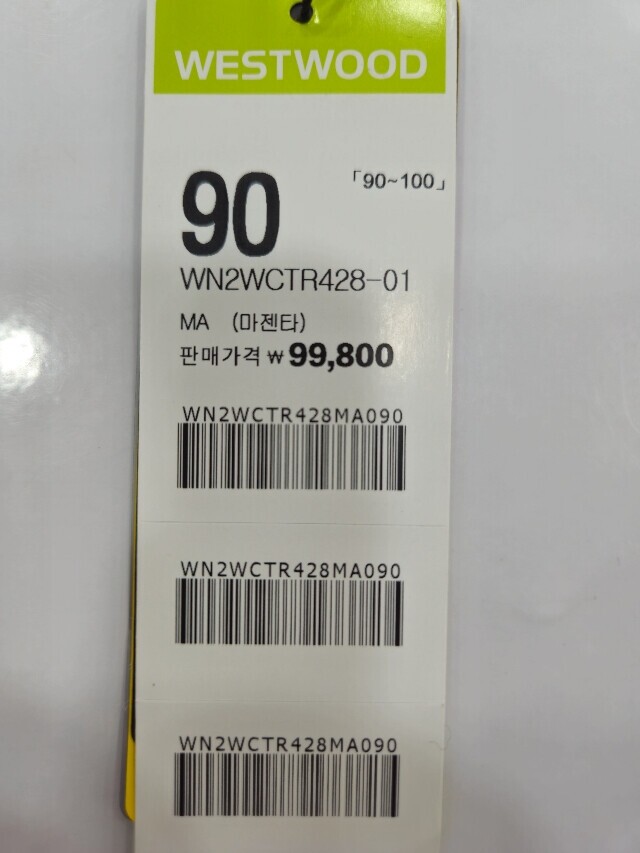 WESTWOOD
「90~100」
90
WN2WCTR428-01
MA (마젠타)
판매가격 ₩99,800
WN2WCTR428MA090
WN2WCTR428MA090
WN2WCTR428MA090